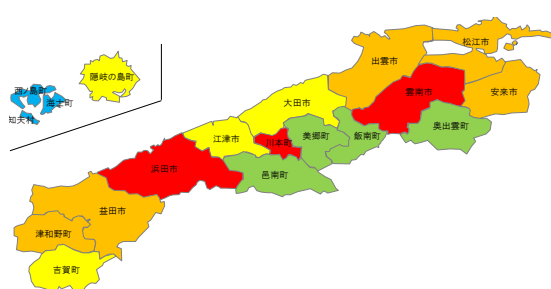 松江市
出雲市
隠岐の島町
西ノ島町
海士町
知夫村
雲南市
安来市
大田市
奥出雲町
美郷町
飯南町
江津市
川本町
浜田市
邑南町
益田市
津和野町
吉賀町